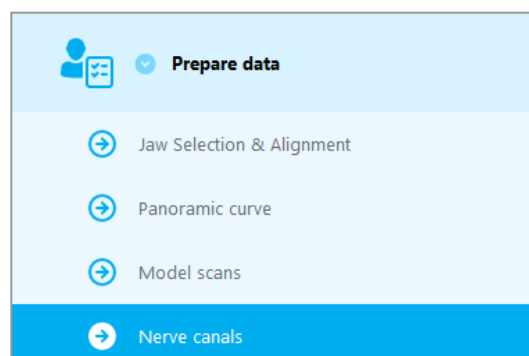 Prepare data
Jaw Selection & Alignment
Panoramic curve
Model scans
Nerve canals